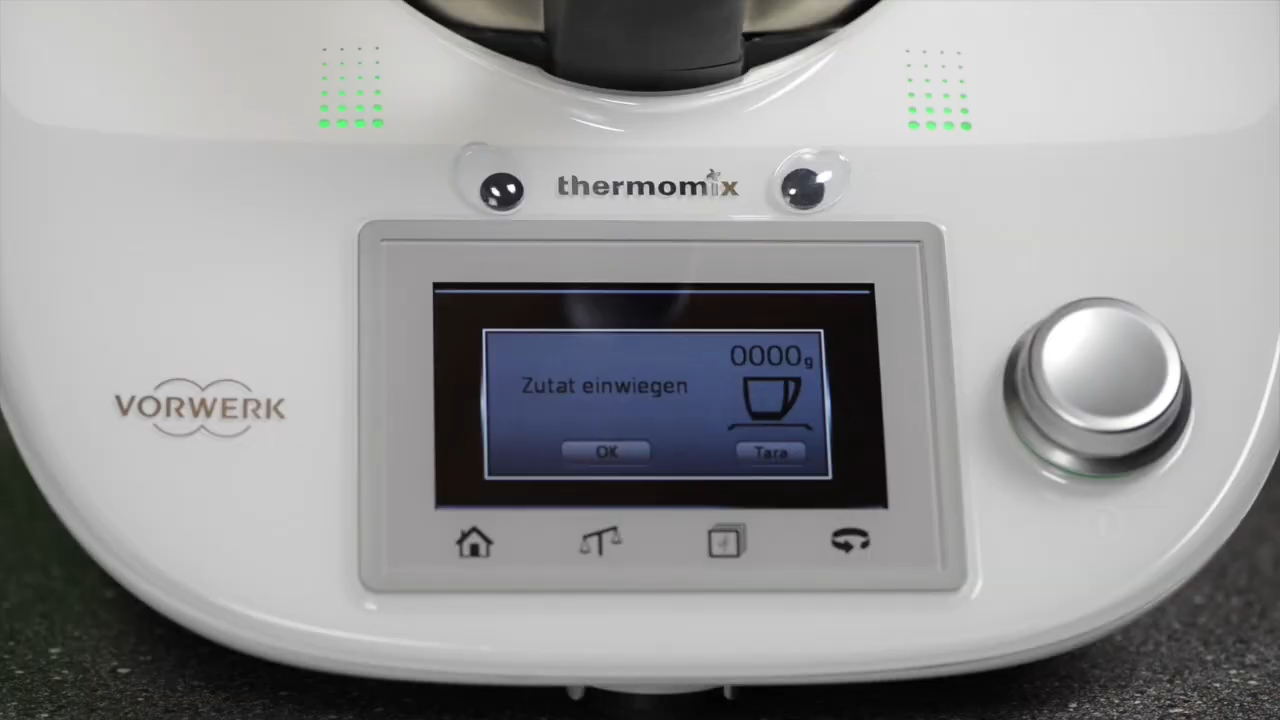 thermomix
0000g
Zutat einwiegen
OK
Tara
VORWERK